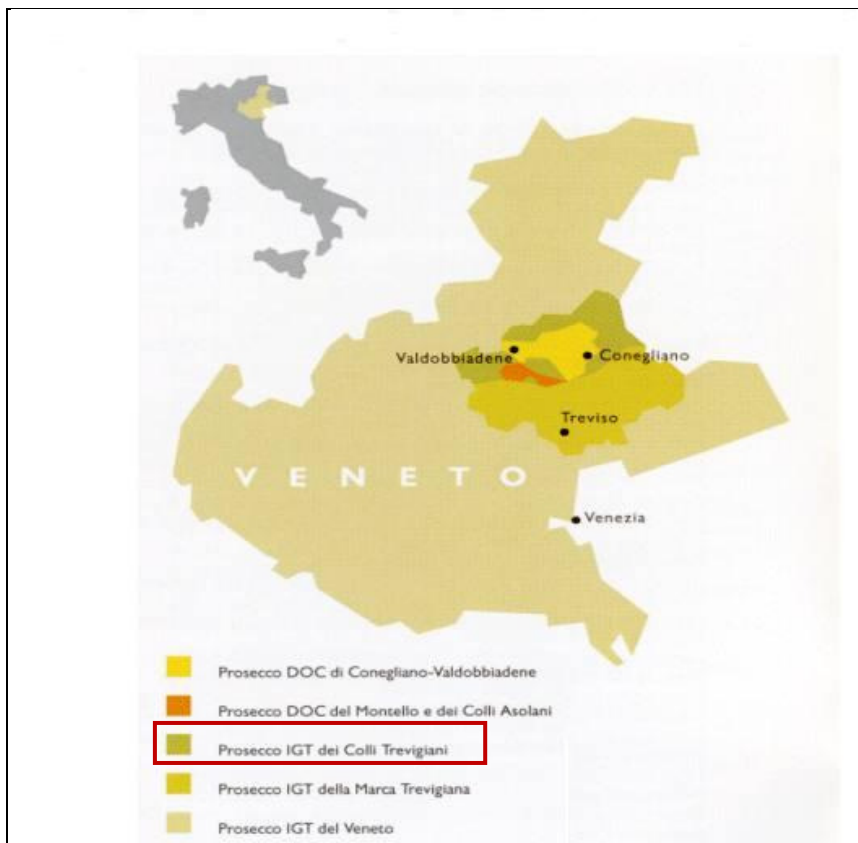 Valdobbiadene
Conegliano
Treviso
VENETO
Venezia
Prosecco DOC di Conegliano-Valdobbiadene
Prosecco DOC del Montello e dei Colli Asolani
Prosecco IGT dei Colli Trevigiani
Prosecco IGT della Marca Trevigiana
Prosecco IGT del Veneto